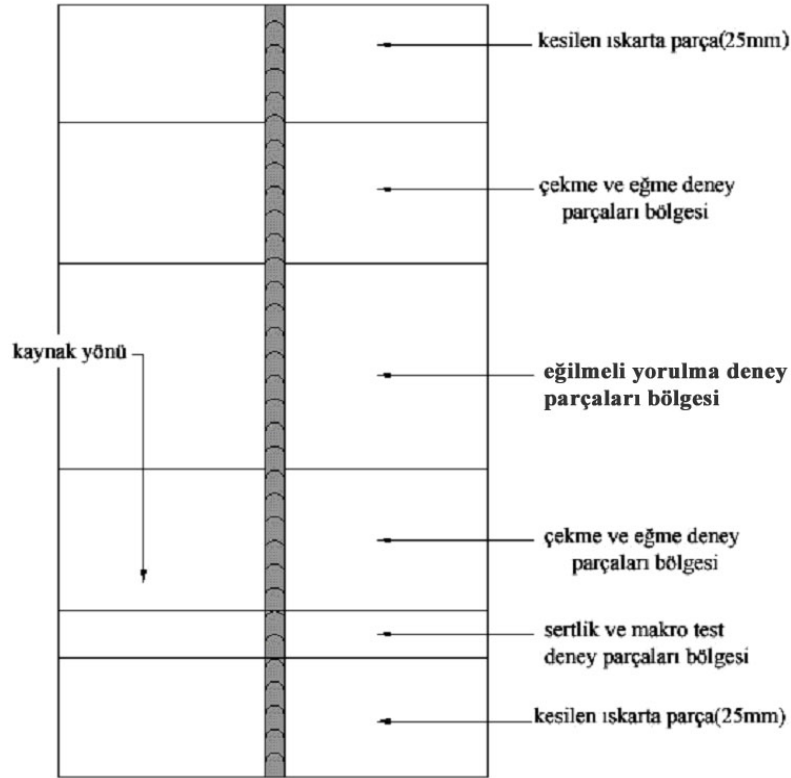 kesilen ıskarta parça(25mm)
çekme ve eğme deney
parçaları bölgesi
kaynak yönü
eğilmeli yorulma deney
parçaları bölgesi
çekme ve eğme deney
parçaları bölgesi
sertlik ve makro test
deney parçaları bölgesi
kesilen ıskarta parça(25mm)